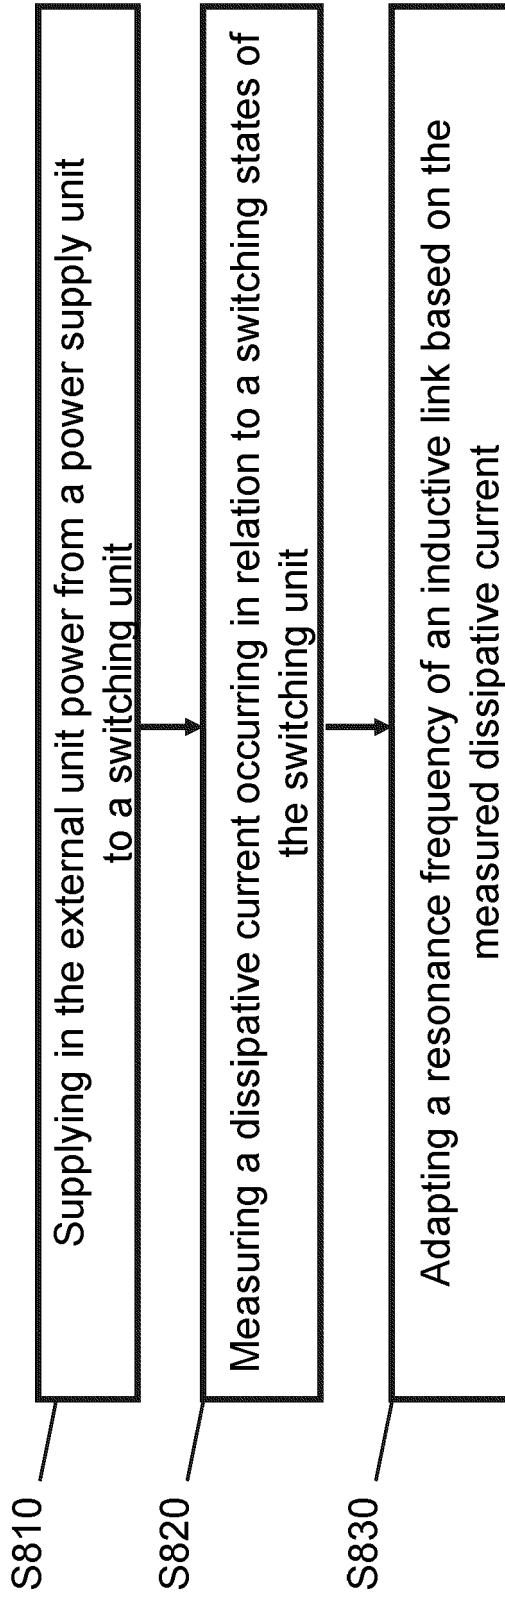 S810
Supplying in the external unit power from a power supply unit
to a switching unit
S820
Measuring a dissipative current occurring in relation to a switching states of
the switching unit
S830
Adapting a resonance frequency of an inductive link based on the
measured dissipative current